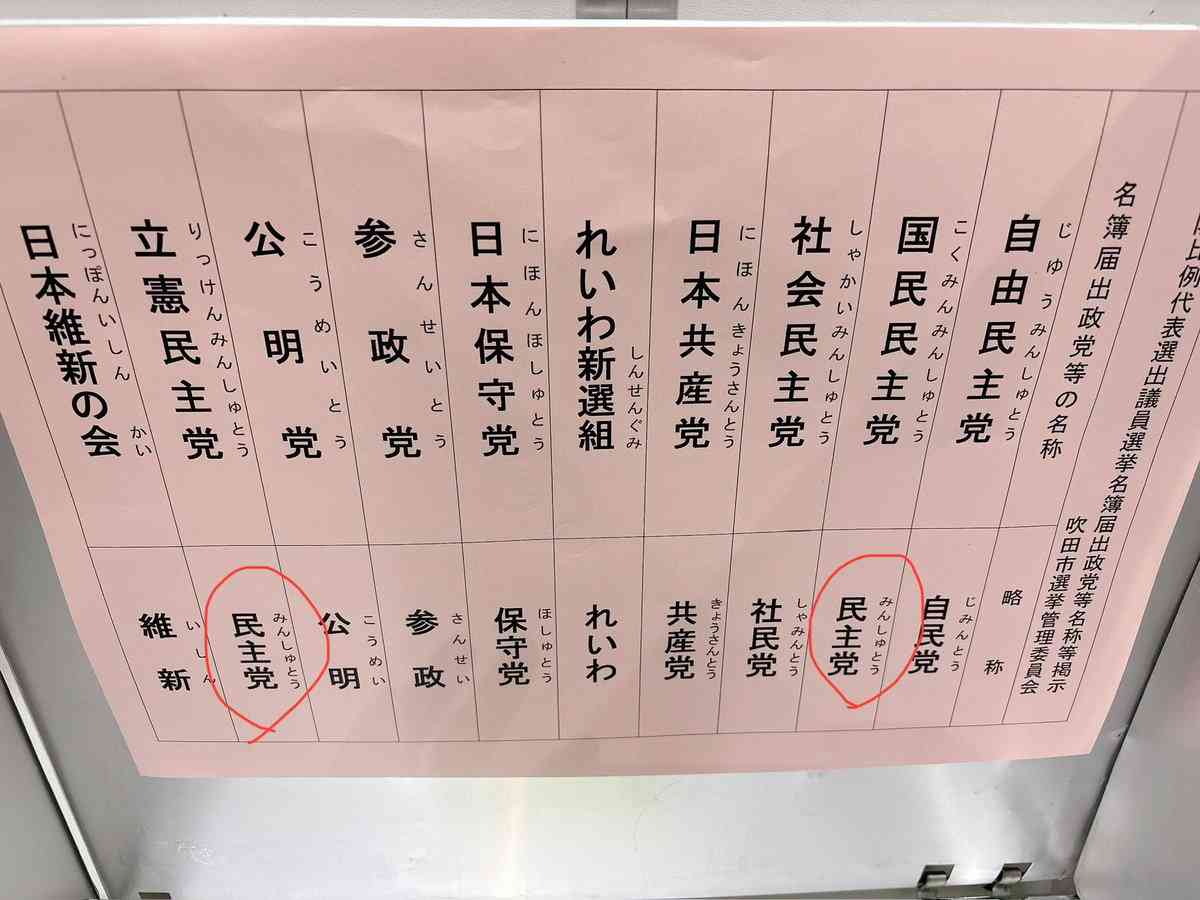 比例代表選出議員選挙名簿届出政党等名称等掲示
吹田市選挙管理委員会
名簿届出政党等の名称
略称
じゆうみんしゅとう
自由民主党
じみんとう
自民党
こくみんみんしゅとう
国民民主党
みんしゅとう
民主党
しゃかいみんしゅとう
社会民主党
しゃみんとう
社民党
にほんきょうさんとう
日本共産党
きょうさんとう
共産党
しんせんぐみ
れいわ新選組
れいわ
にほんほしゅとう
日本保守党
ほしゅとう
保守党
さんせいとう
参政党
さんせい
参政
こうめいとう
公明党
こうめい
公明
りっけんみんしゅとう
立憲民主党
みんしゅとう
民主党
にっぽんいしん かい
日本維新の会
いしん
維新